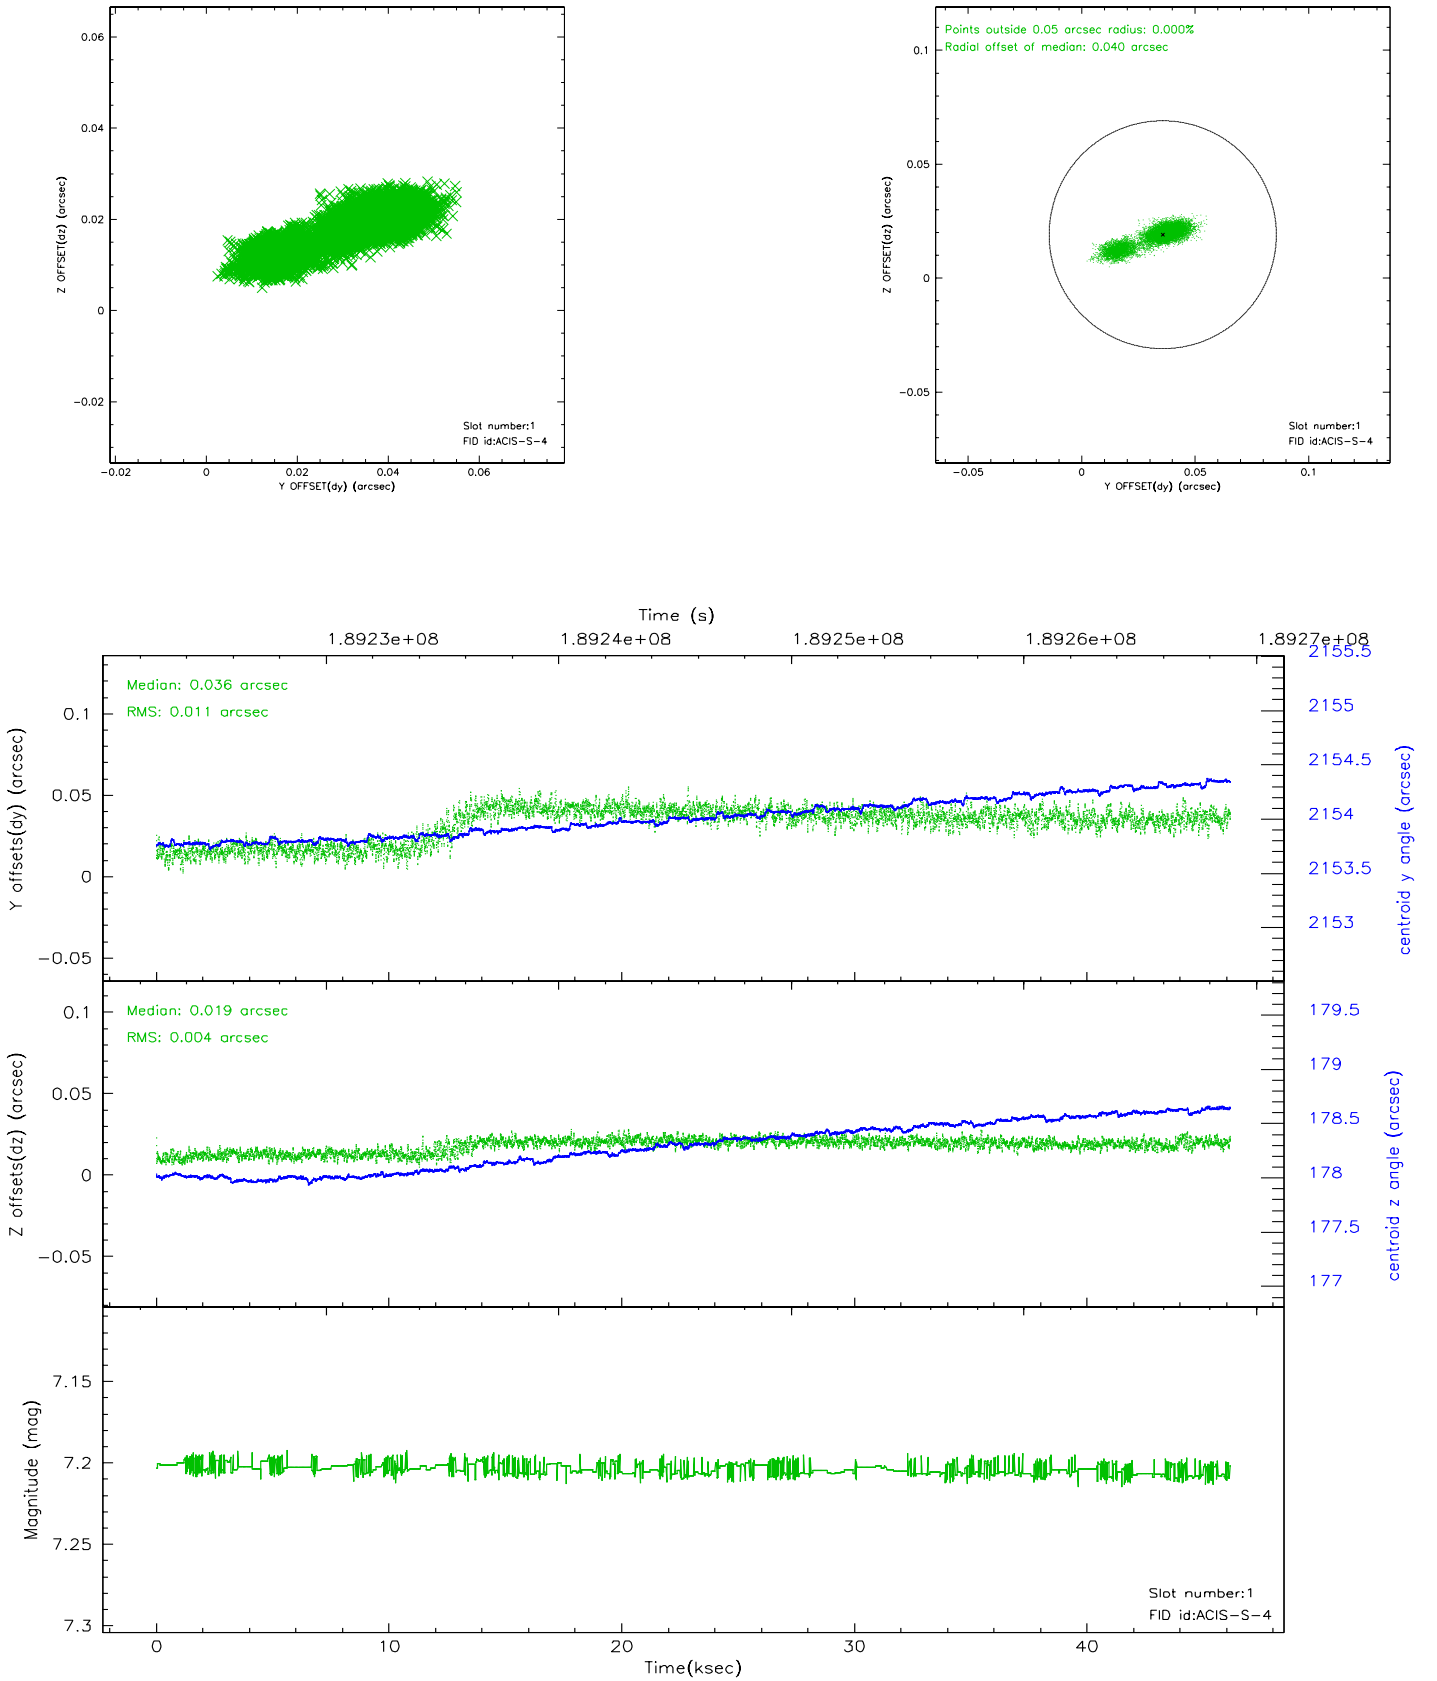 0.06
0.04
0.02
0
-0.02
Z OFFSET(dz) (arcsec)
Slot number:1
FID id:ACIS-S-4
-0.02 0 0.02 0.04 0.06
Y OFFSET(dy) (arcsec)
Points outside 0.05 arcsec radius: 0.000%
Radial offset of median: 0.040 arcsec
0.1
0.05
0
-0.05
Z OFFSET(dz) (arcsec)
Slot number:1
FID id:ACIS-S-4
-0.05 0 0.05 0.1
Y OFFSET(dy) (arcsec)
Time (s)
1.8923e+08 1.8924e+08 1.8925e+08 1.8926e+08 1.8927e+08
Median: 0.036 arcsec
RMS: 0.011 arcsec
0.1
0.05
0
-0.05
Y offsets(dy) (arcsec)
2155.5
2155
2154.5
2154
2153.5
2153
centroid y angle (arcsec)
Median: 0.019 arcsec
RMS: 0.004 arcsec
0.1
0.05
0
-0.05
Z offsets(dz) (arcsec)
179.5
179
178.5
178
177.5
177
centroid z angle (arcsec)
7.15
7.2
7.25
7.3
Magnitude (mag)
Slot number:1
FID id:ACIS-S-4
0 10 20 30 40
Time(ksec)